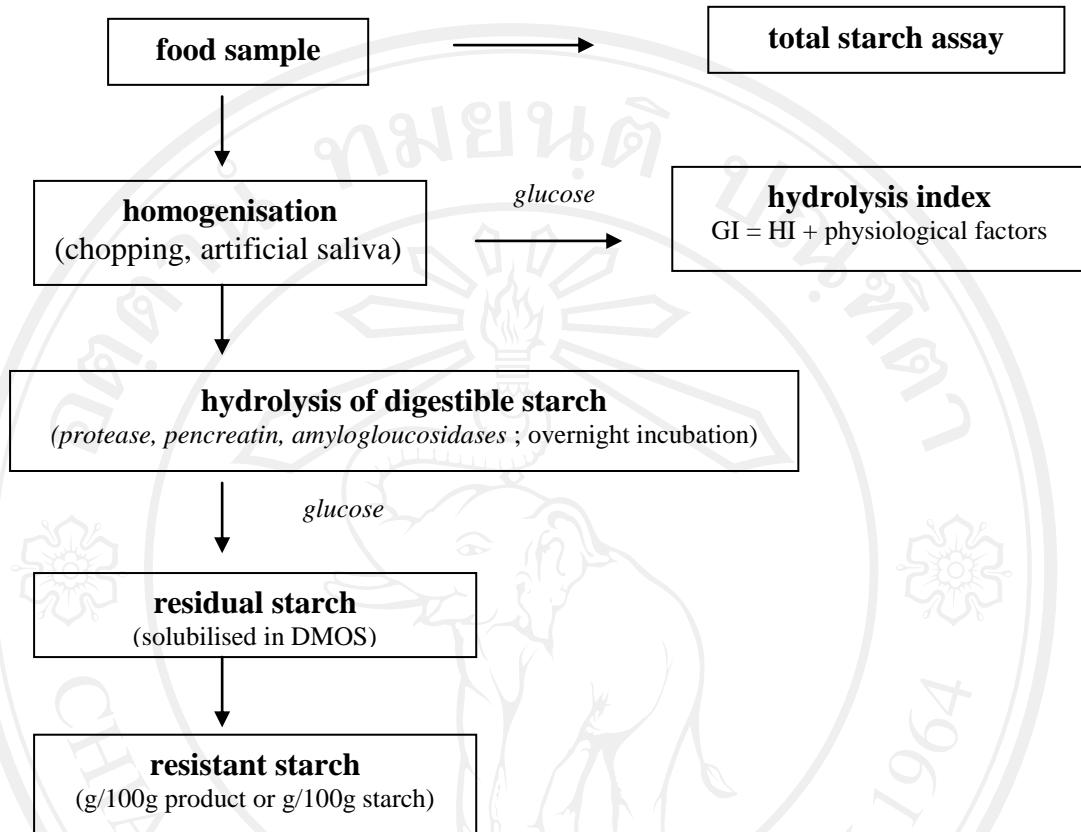 food sample
total starch assay
homogenisation
(chopping, artificial saliva)
glucose
hydrolysis index
GI = HI + physiological factors
hydrolysis of digestible starch
(protease, pencreatin, amylogloucosidases ; overnight incubation)
glucose
residual starch
(solubilised in DMOS)
resistant starch
(g/100g product or g/100g starch)
1964